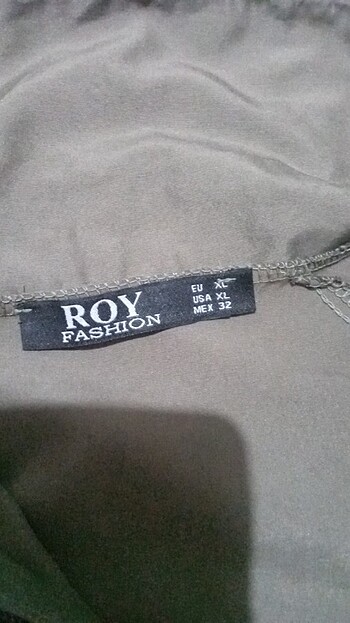 ROY
FASHION
EU XL
USA XL
MEX 32